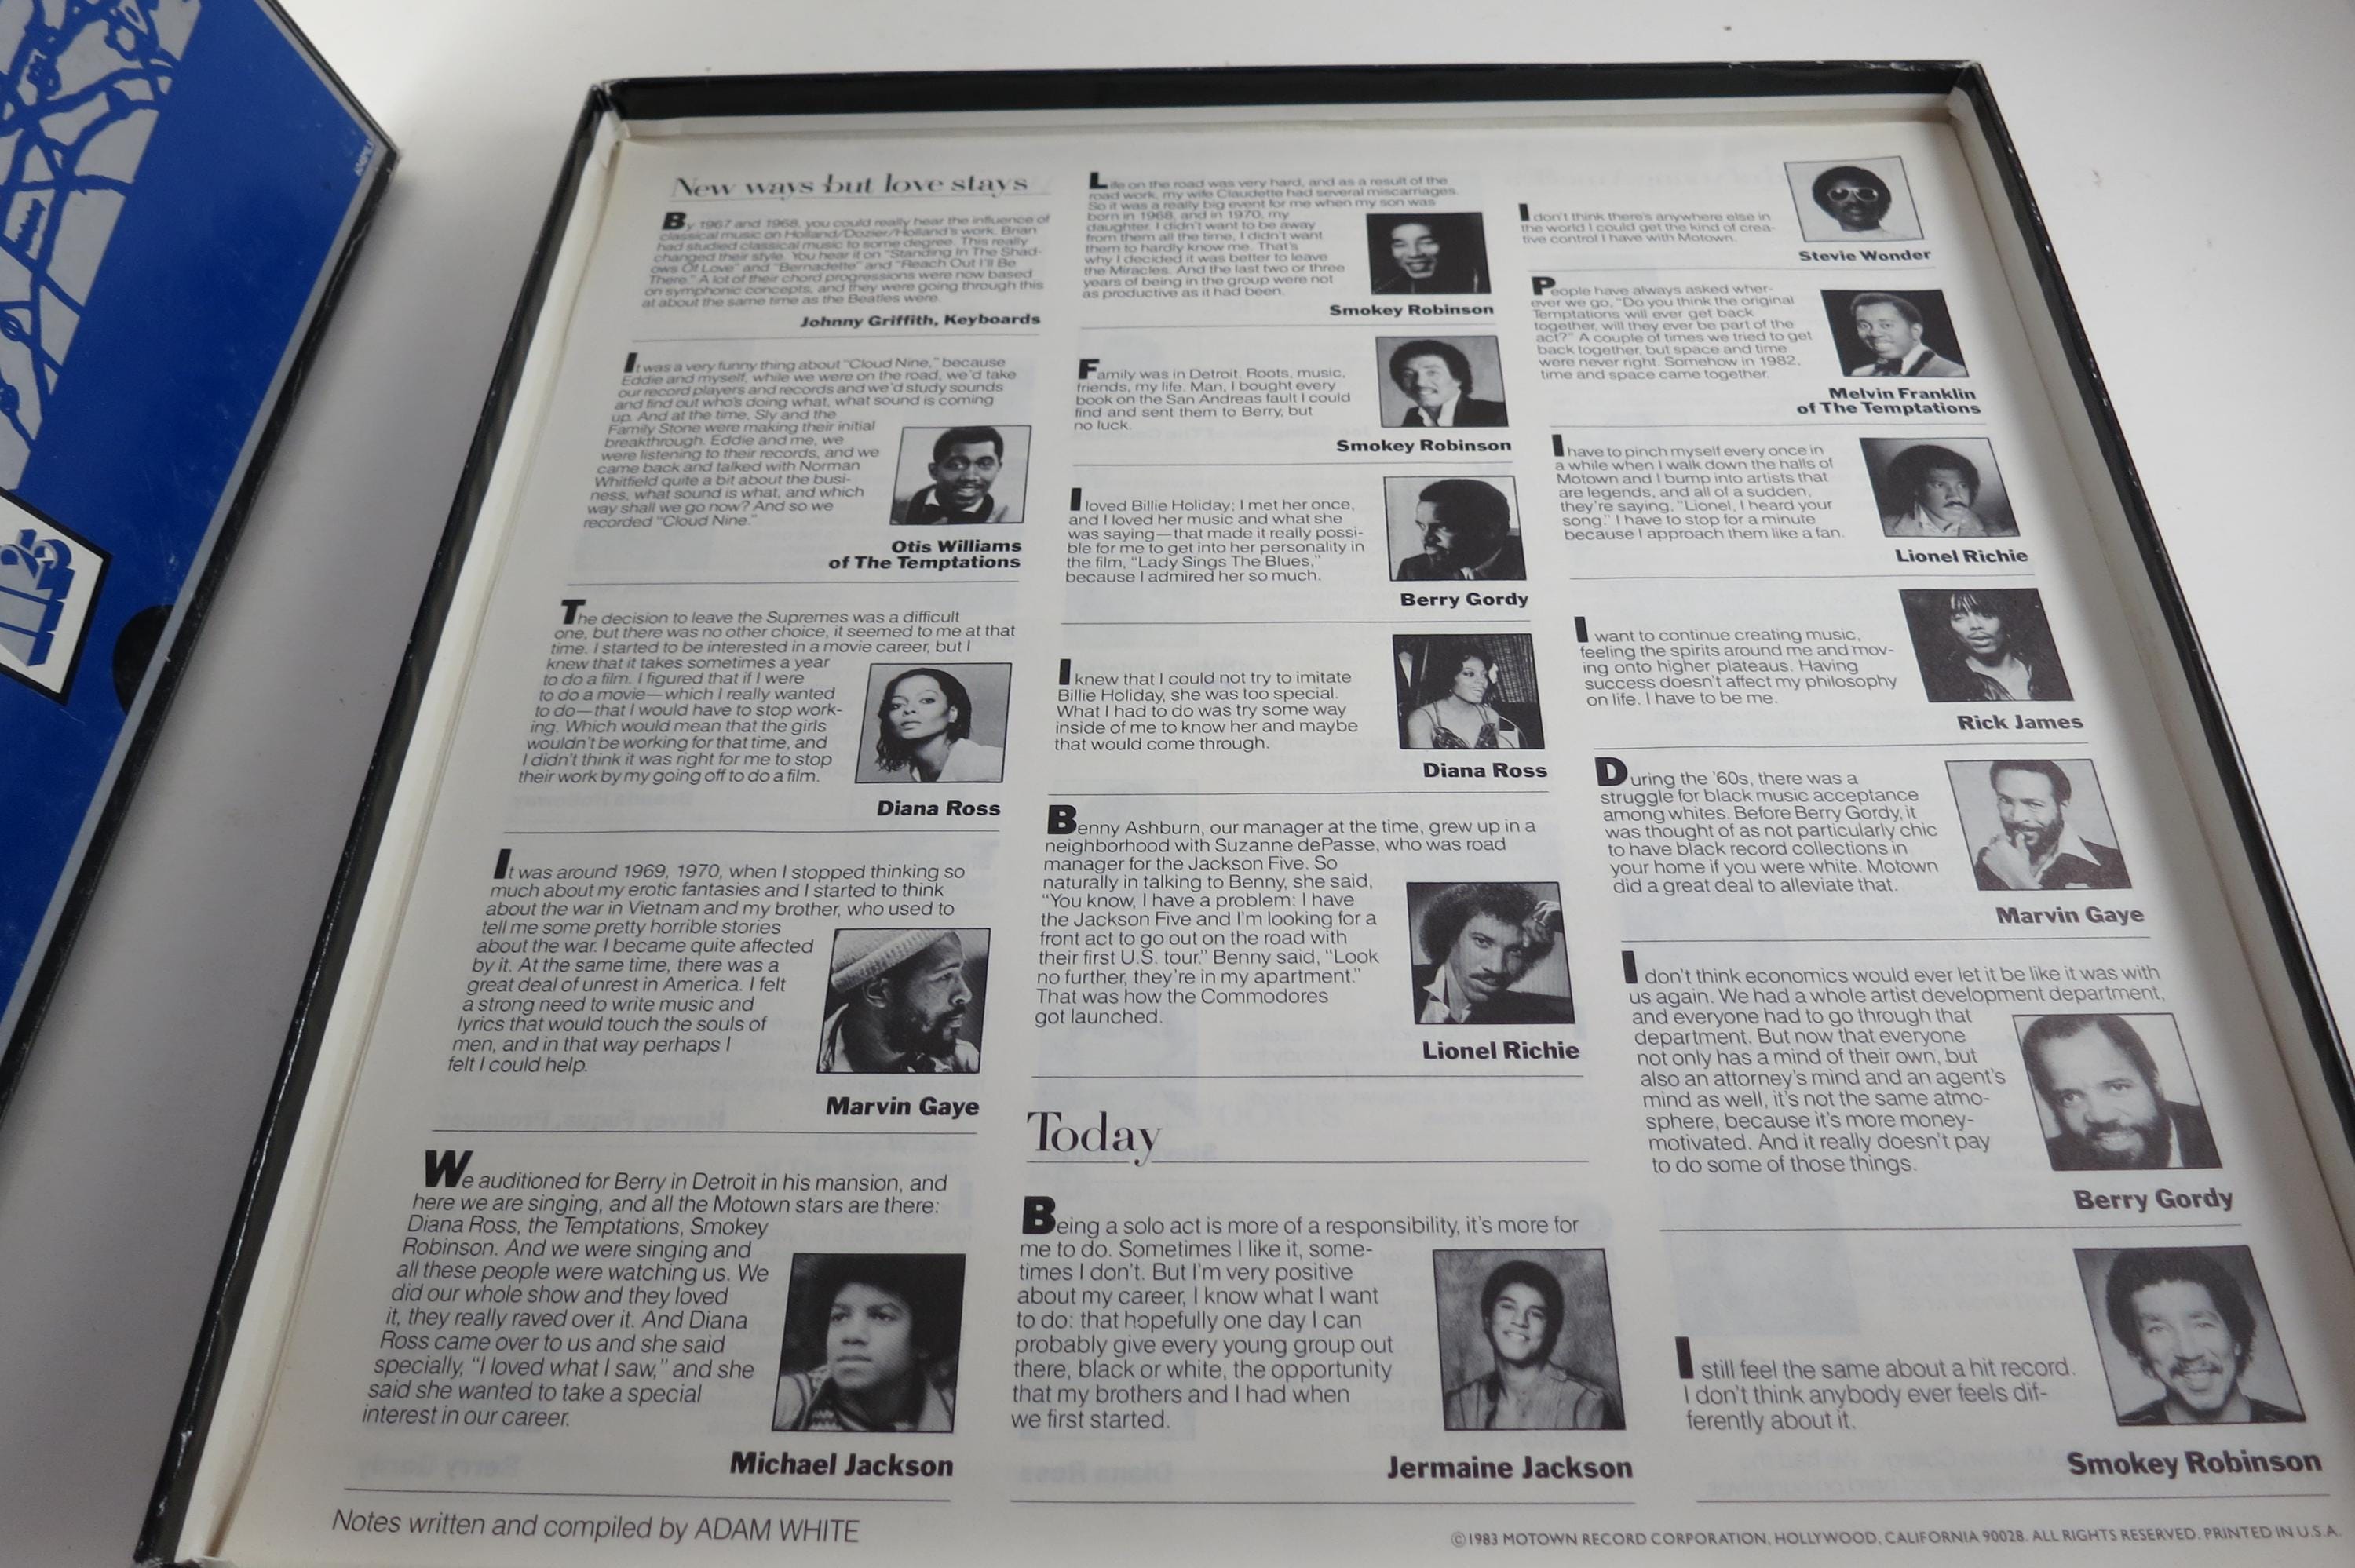 New ways but love stays
By 1967 and 1968, you could really hear the influence of
classical music on Holland/Dozier/Holland's work. Brian
had studied classical music to some degree. This really
changed their style. You hear it on "Standing In The Shad-
ows Of Love" and "Bernadette" and "Reach Out I'll Be
There." A lot of their chord progressions were now based
on symphonic concepts, and they were going through this
at about the same time as the Beatles were.
Johnny Griffith, Keyboards
It was a very funny thing about "Cloud Nine," because
Eddie and myself, while we were on the road, we'd take
our record players and records and we'd study sounds
and find out who's doing what, what sound is coming
up. And at the time, Sly and the
Family Stone were making their initial
breakthrough. Eddie and me, we
were listening to their records, and we
came back and talked with Norman
Whitfield quite a bit about the busi-
ness, what sound is what, and which
way shall we go now? And so we
recorded "Cloud Nine."
Otis Williams
of The Temptations
The decision to leave the Supremes was a difficult
one, but there was no other choice, it seemed to me at that
time. I started to be interested in a movie career, but I
knew that it takes sometimes a year
to do a film. I figured that if I were
to do a movie—which I really wanted
to do—that I would have to stop work-
ing. Which would mean that the girls
wouldn't be working for that time, and
I didn't think it was right for me to stop
their work by my going off to do a film.
Diana Ross
It was around 1969, 1970, when I stopped thinking so
much about my erotic fantasies and I started to think
about the war in Vietnam and my brother, who used to
tell me some pretty horrible stories
about the war. I became quite affected
by it. At the same time, there was a
great deal of unrest in America. I felt
a strong need to write music and
lyrics that would touch the souls of
men, and in that way perhaps I
felt I could help.
Marvin Gaye
We auditioned for Berry in Detroit in his mansion, and
here we are singing, and all the Motown stars are there:
Diana Ross, the Temptations, Smokey
Robinson. And we were singing and
all these people were watching us. We
did our whole show and they loved
it, they really raved over it. And Diana
Ross came over to us and she said
specially, "I loved what I saw," and she
said she wanted to take a special
interest in our career.
Michael Jackson
Notes written and compiled by ADAM WHITE
Life on the road was very hard, and as a result of the
road work, my wife Claudette had several miscarriages.
So it was a really big event for me when my son was
born in 1968, and in 1970, my
daughter. I didn't want to be away
from them all the time, I didn't want
them to hardly know me. That's
why I decided it was better to leave
the Miracles. And the last two or three
years of being in the group were not
as productive as it had been.
Smokey Robinson
Family was in Detroit. Roots, music,
friends, my life. Man, I bought every
book on the San Andreas fault I could
find and sent them to Berry, but
no luck.
Smokey Robinson
I loved Billie Holiday; I met her once,
and I loved her music and what she
was saying—that made it really possi-
ble for me to get into her personality in
the film, "Lady Sings The Blues,"
because I admired her so much.
Berry Gordy
I knew that I could not try to imitate
Billie Holiday, she was too special.
What I had to do was try some way
inside of me to know her and maybe
that would come through.
Diana Ross
Benny Ashburn, our manager at the time, grew up in a
neighborhood with Suzanne dePasse, who was road
manager for the Jackson Five. So
naturally in talking to Benny, she said,
"You know, I have a problem: I have
the Jackson Five and I'm looking for a
front act to go out on the road with
their first U.S. tour." Benny said, "Look
no further, they're in my apartment."
That was how the Commodores
got launched.
Lionel Richie
Today
Being a solo act is more of a responsibility, it's more for
me to do. Sometimes I like it, some-
times I don't. But I'm very positive
about my career, I know what I want
to do: that hopefully one day I can
probably give every young group out
there, black or white, the opportunity
that my brothers and I had when
we first started.
Jermaine Jackson
I don't think there's anywhere else in
the world I could get the kind of crea-
tive control I have with Motown.
Stevie Wonder
People have always asked wher-
ever we go, "Do you think the original
Temptations will ever get back
together, will they ever be part of the
act?" A couple of times we tried to get
back together, but space and time
were never right. Somehow in 1982,
time and space came together.
Melvin Franklin
of The Temptations
I have to pinch myself every once in
a while when I walk down the halls of
Motown and I bump into artists that
are legends, and all of a sudden,
they're saying, "Lionel, I heard your
song." I have to stop for a minute
because I approach them like a fan.
Lionel Richie
I want to continue creating music,
feeling the spirits around me and mov-
ing onto higher plateaus. Having
success doesn't affect my philosophy
on life. I have to be me.
Rick James
During the '60s, there was a
struggle for black music acceptance
among whites. Before Berry Gordy, it
was thought of as not particularly chic
to have black record collections in
your home if you were white. Motown
did a great deal to alleviate that.
Marvin Gaye
I don't think economics would ever let it be like it was with
us again. We had a whole artist development department,
and everyone had to go through that
department. But now that everyone
not only has a mind of their own, but
also an attorney's mind and an agent's
mind as well, it's not the same atmo-
sphere, because it's more money-
motivated. And it really doesn't pay
to do some of those things.
Berry Gordy
I still feel the same about a hit record.
I don't think anybody ever feels dif-
ferently about it.
Smokey Robinson
©1983 MOTOWN RECORD CORPORATION, HOLLYWOOD, CALIFORNIA 90028. ALL RIGHTS RESERVED. PRINTED IN U.S.A.
25